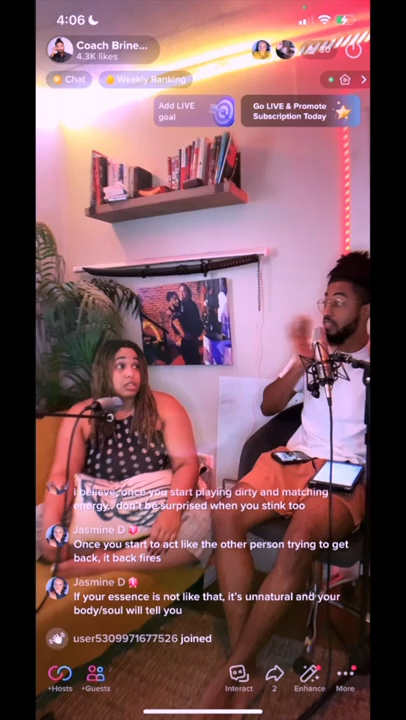 4:06
Coach Brine...
4.3K likes
30
Chat
Weekly Ranking
Add LIVE
goal
Go LIVE & Promote
Subscription Today
I believe, once you start playing dirty and matching
energy.. don't be surprised when you stink too
Jasmine D
Once you start to act like the other person trying to get
back, it back fires
Jasmine D
If your essence is not like that, it's unnatural and your
body/soul will tell you
user5309971677526 joined
+Hosts
+Guests
Interact
2
Enhance
More